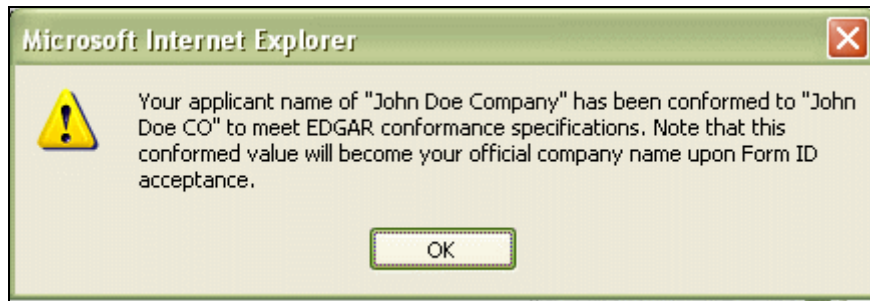 Microsoft Internet Explorer
Your applicant name of "John Doe Company" has been conformed to "John
Doe CO" to meet EDGAR conformance specifications. Note that this
conformed value will become your official company name upon Form ID
acceptance.
OK